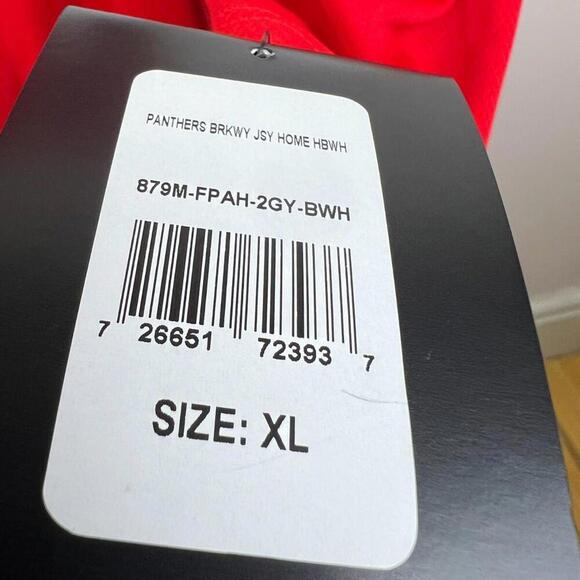 PANTHERS BRKWY JSY HOME HBWH
879M-FPAH-2GY-BWH
7 26651 72393 7
SIZE: XL